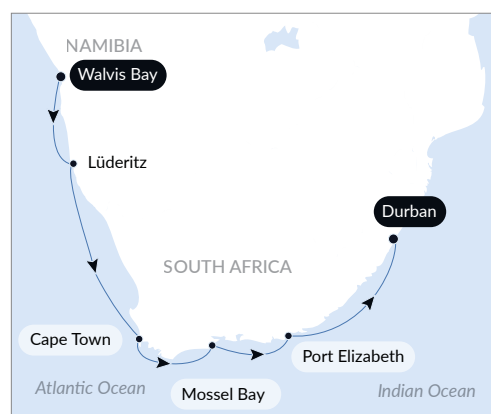 NAMIBIA
Walvis Bay
Lüderitz
Durban
SOUTH AFRICA
Cape Town
Port Elizabeth
Mossel Bay
Atlantic Ocean
Indian Ocean